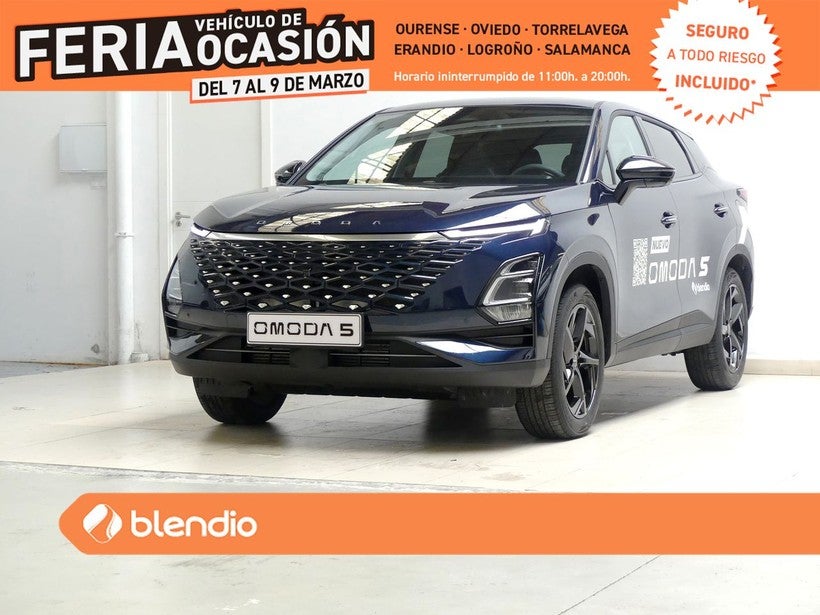 FERIA VEHÍCULO DE
OCASIÓN
DEL 7 AL 9 DE MARZO
OURENSE · OVIEDO · TORRELAVEGA
ERANDIO · LOGROÑO · SALAMANCA
Horario ininterrumpido de 11:00h. a 20:00h.
SEGURO
A TODO RIESGO
INCLUIDO*
OMODA
OMODA 5
NUEVO
OMODA 5
blendio
blendio